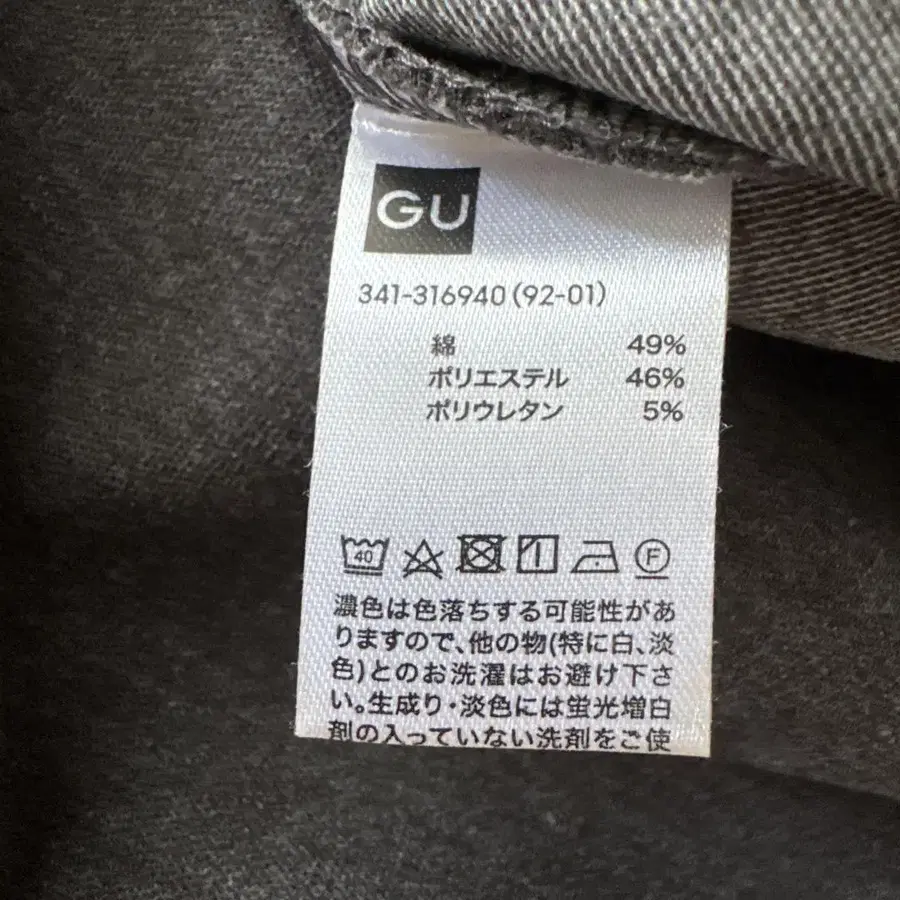 GU
341-316940 (92-01)
綿 49%
ポリエステル 46%
ポリウレタン 5%
40
F
濃色は色落ちする可能性があ
りますので、他の物(特に白、淡
色)とのお洗濯はお避け下さ
い。生成り・淡色には蛍光増白
剤の入っていない洗剤をご使